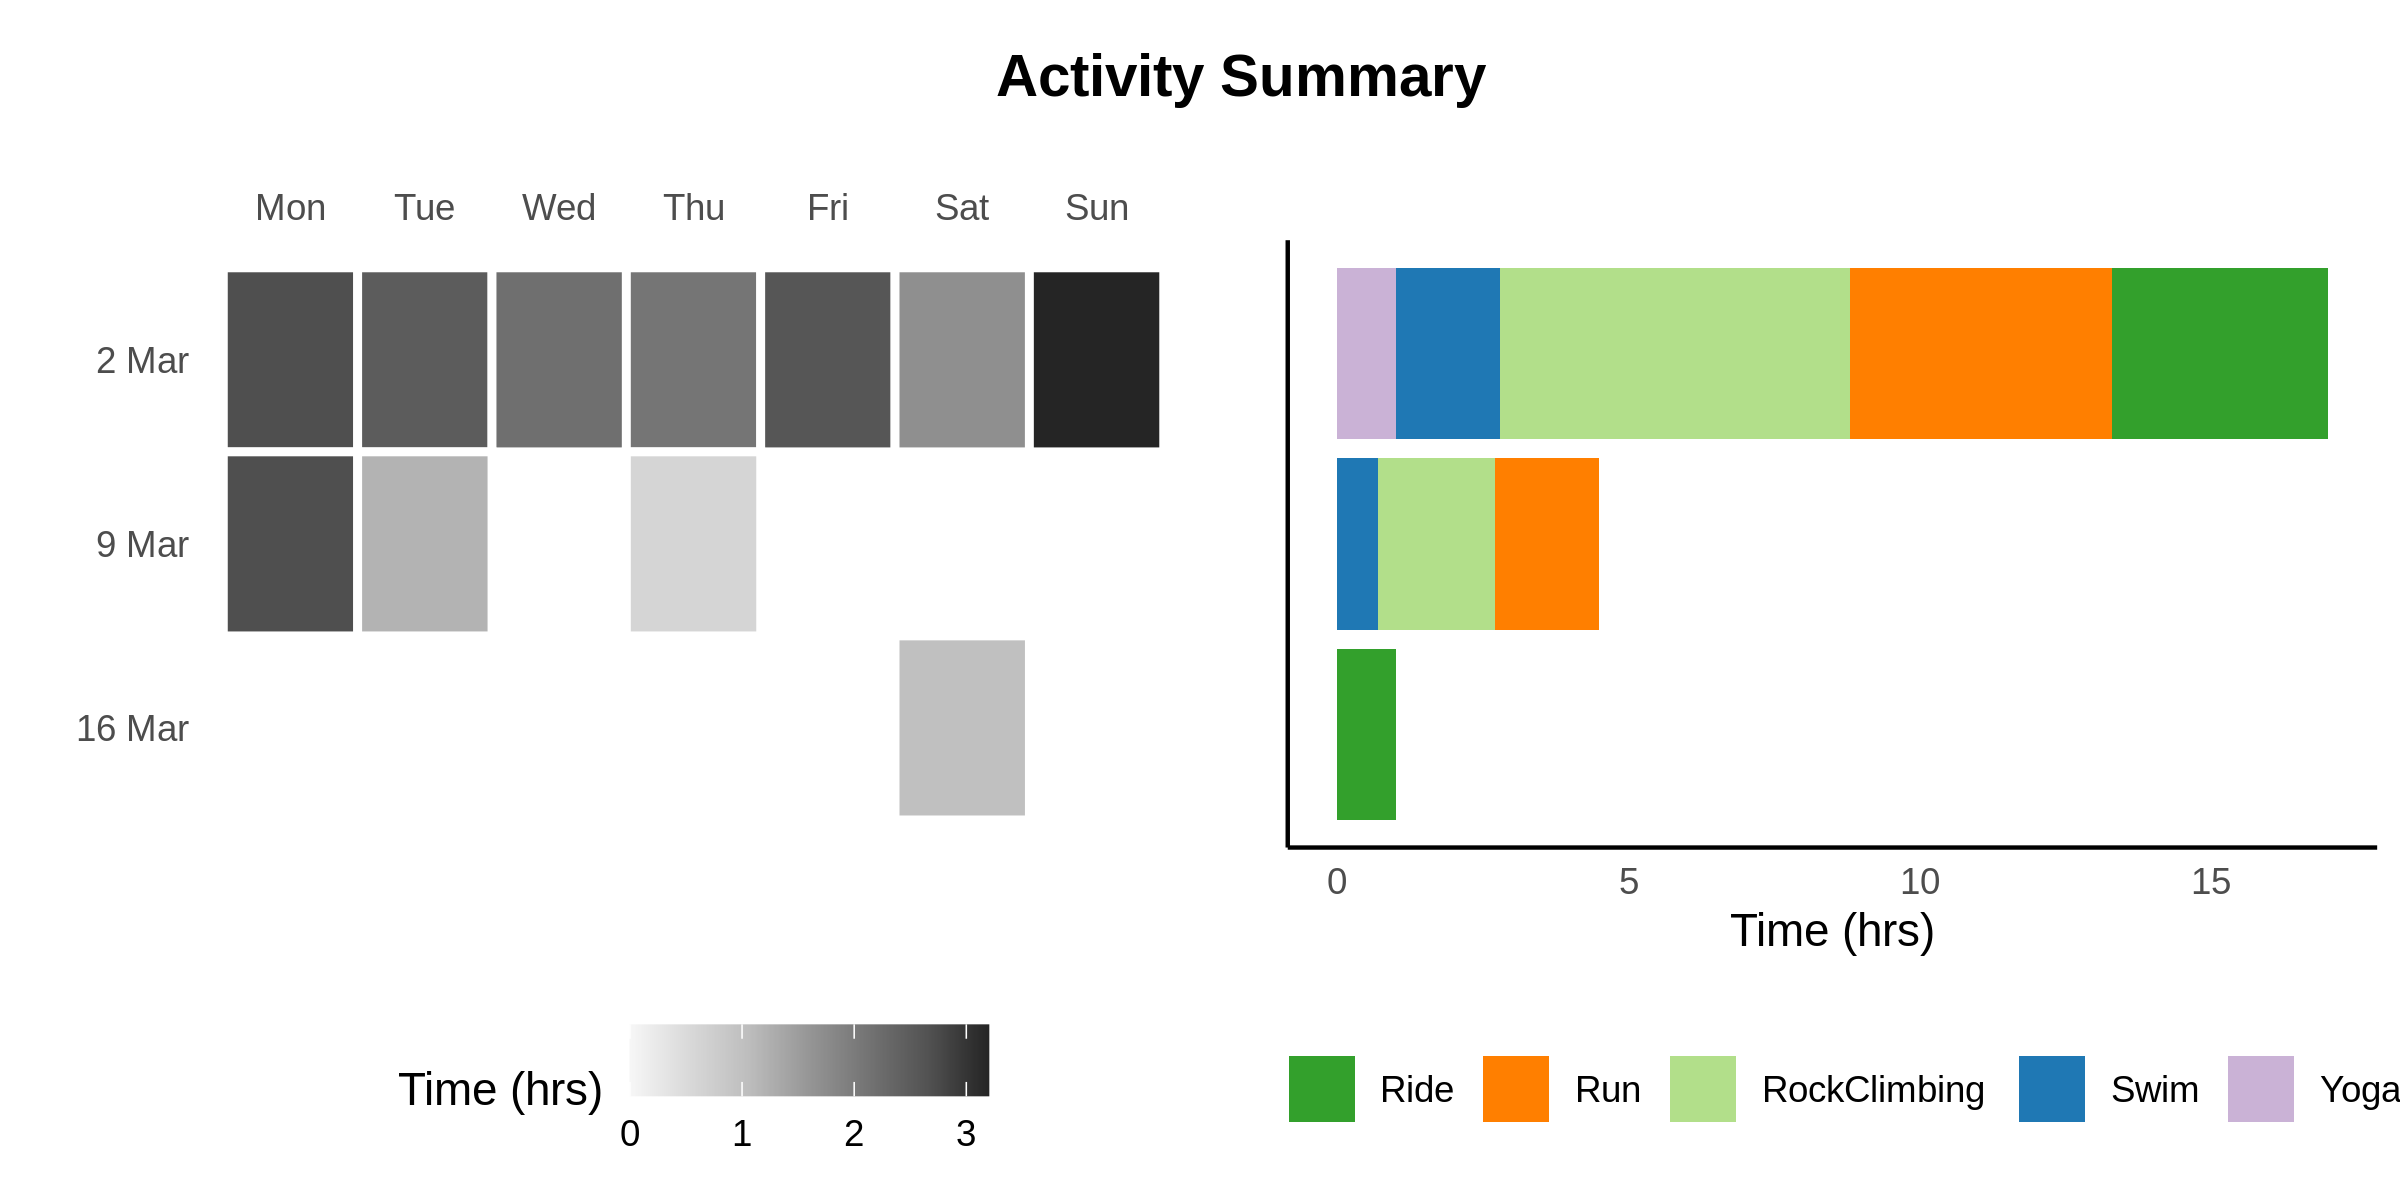 Activity Summary
Mon Tue Wed Thu Fri Sat Sun
2 Mar
9 Mar
16 Mar
0 5 10 15
Time (hrs)
Time (hrs)
0 1 2 3
Ride Run RockClimbing Swim Yoga